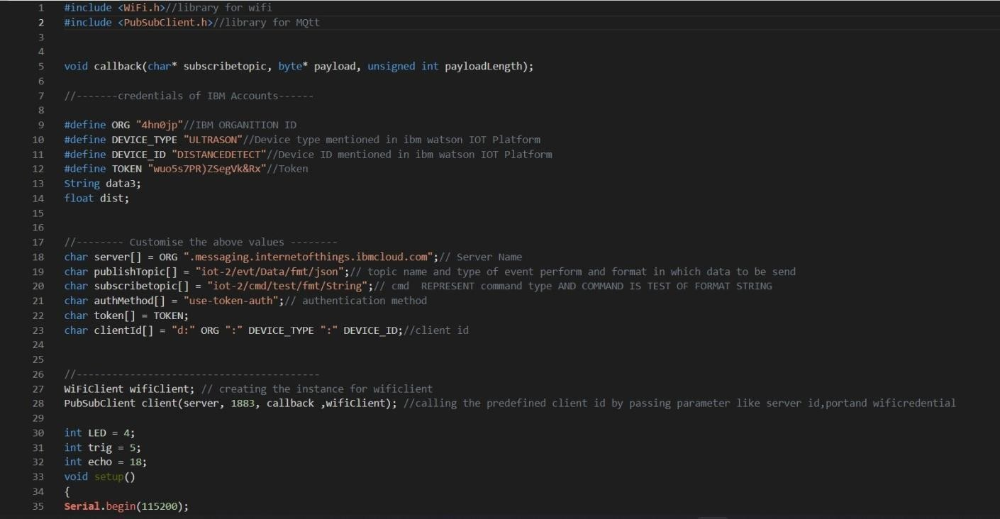 1 #include <WiFi.h>//library for wifi
2 #include <PubSubClient.h>//library for MQtt
3
4
5 void callback(char* subscribetopic, byte* payload, unsigned int payloadLength);
6
7 //-------credentials of IBM Accounts------
8
9 #define ORG "4hn0jp"//IBM ORGANITION ID
10 #define DEVICE_TYPE "ULTRASON"//Device type mentioned in ibm watson IOT Platform
11 #define DEVICE_ID "DISTANCEDETECT"//Device ID mentioned in ibm watson IOT Platform
12 #define TOKEN "wuo5s7PR)ZSegVk&Rx"//Token
13 String data3;
14 float dist;
15
16
17 //-------- Customise the above values --------
18 char server[] = ORG ".messaging.internetofthings.ibmcloud.com";// Server Name
19 char publishTopic[] = "iot-2/evt/Data/fmt/json";// topic name and type of event perform and format in which data to be send
20 char subscribetopic[] = "iot-2/cmd/test/fmt/String";// cmd  REPRESENT command type AND COMMAND IS TEST OF FORMAT STRING
21 char authMethod[] = "use-token-auth";// authentication method
22 char token[] = TOKEN;
23 char clientId[] = "d:" ORG ":" DEVICE_TYPE ":" DEVICE_ID;//client id
24
25
26 //-----------------------------------------
27 WiFiClient wifiClient; // creating the instance for wificlient
28 PubSubClient client(server, 1883, callback ,wifiClient); //calling the predefined client id by passing parameter like server id,portand wificredential
29
30 int LED = 4;
31 int trig = 5;
32 int echo = 18;
33 void setup()
34 {
35 Serial.begin(115200);